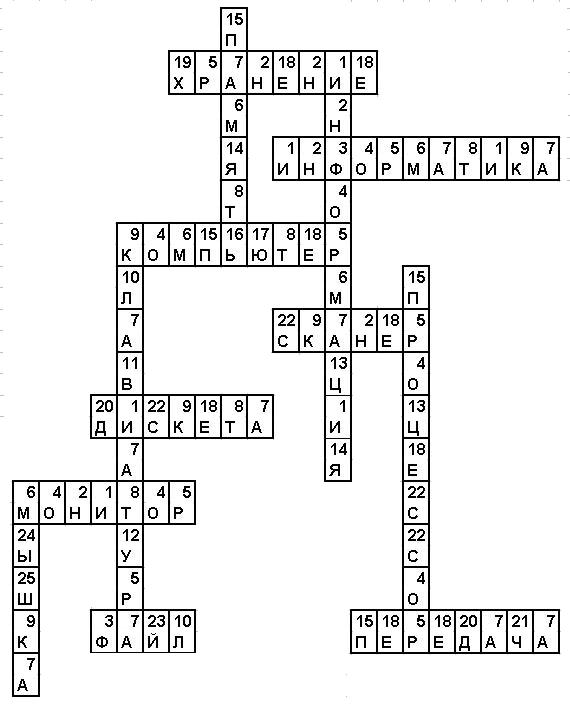 15
П
19 5 7 2 18 2 1 18
Х Р А Н Е Н И Е
6 2
М Н
14 1 2 3 4 5 6 7 8 1 9 7
Я И Н Ф О Р М А Т И К А
8 4
Т О
9 4 6 15 16 17 8 18 5
К О М П Ь Ю Т Е Р
10 6 15
Л М П
7 22 9 7 2 18 5
А С К А Н Е Р
11 13 4
В Ц О
20 1 22 9 18 8 7 1 13
Д И С К Е Т А И Ц
7 14 18
А Я Е
6 4 2 1 8 4 5 22
М О Н И Т О Р С
24 12 22
Ы У С
25 5 4
Ш Р О
9 3 7 23 10 15 18 5 18 20 7 21 7
К Ф А Й Л П Е Р Е Д А Ч А
7
А